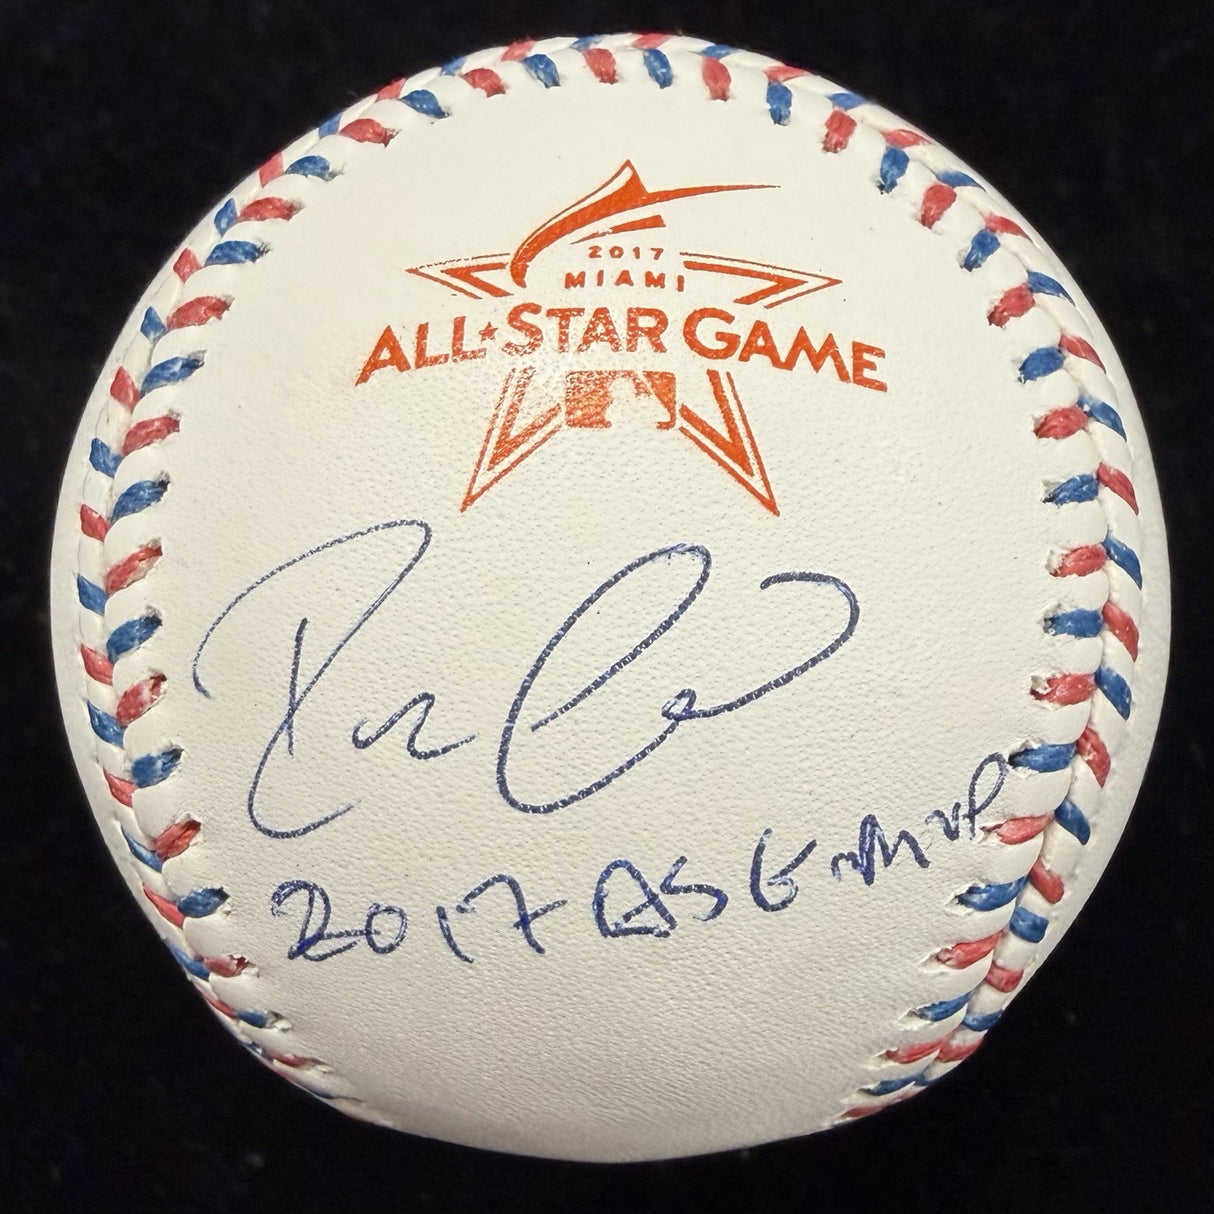 2017
MIAMI
ALL★STAR GAME
2017 ASG MVP